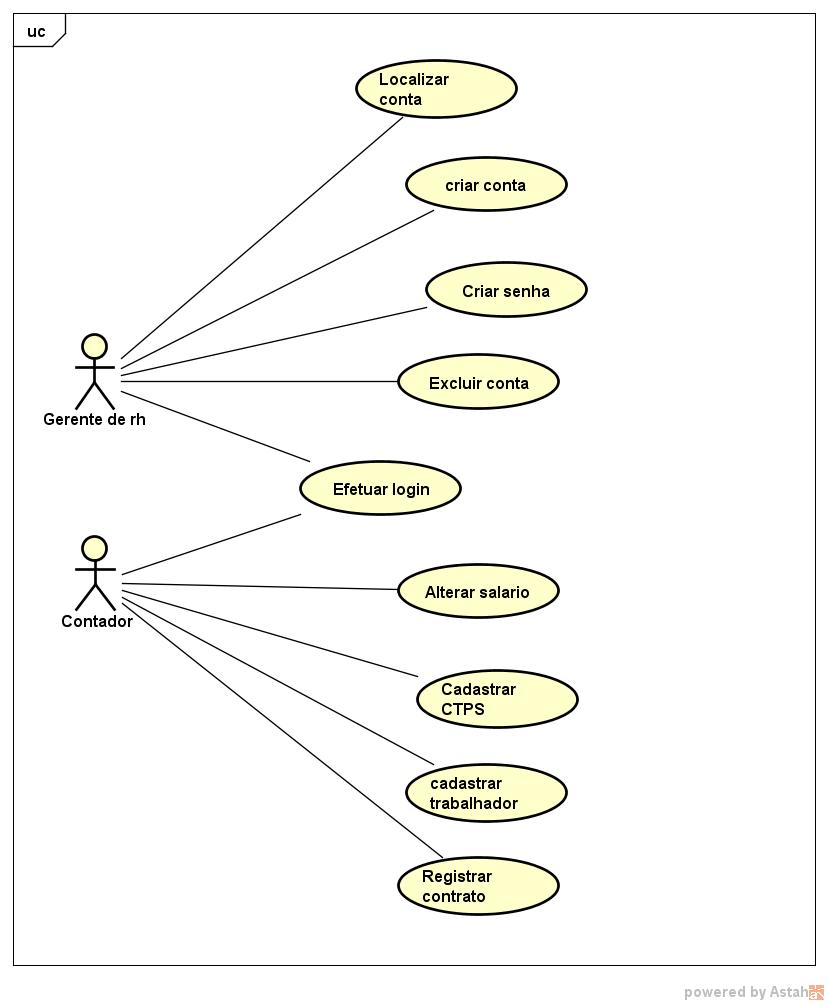 uc
Localizar
conta
criar conta
Criar senha
Excluir conta
Gerente de rh
Efetuar login
Alterar salario
Contador
Cadastrar
CTPS
cadastrar
trabalhador
Registrar
contrato
powered by Astah